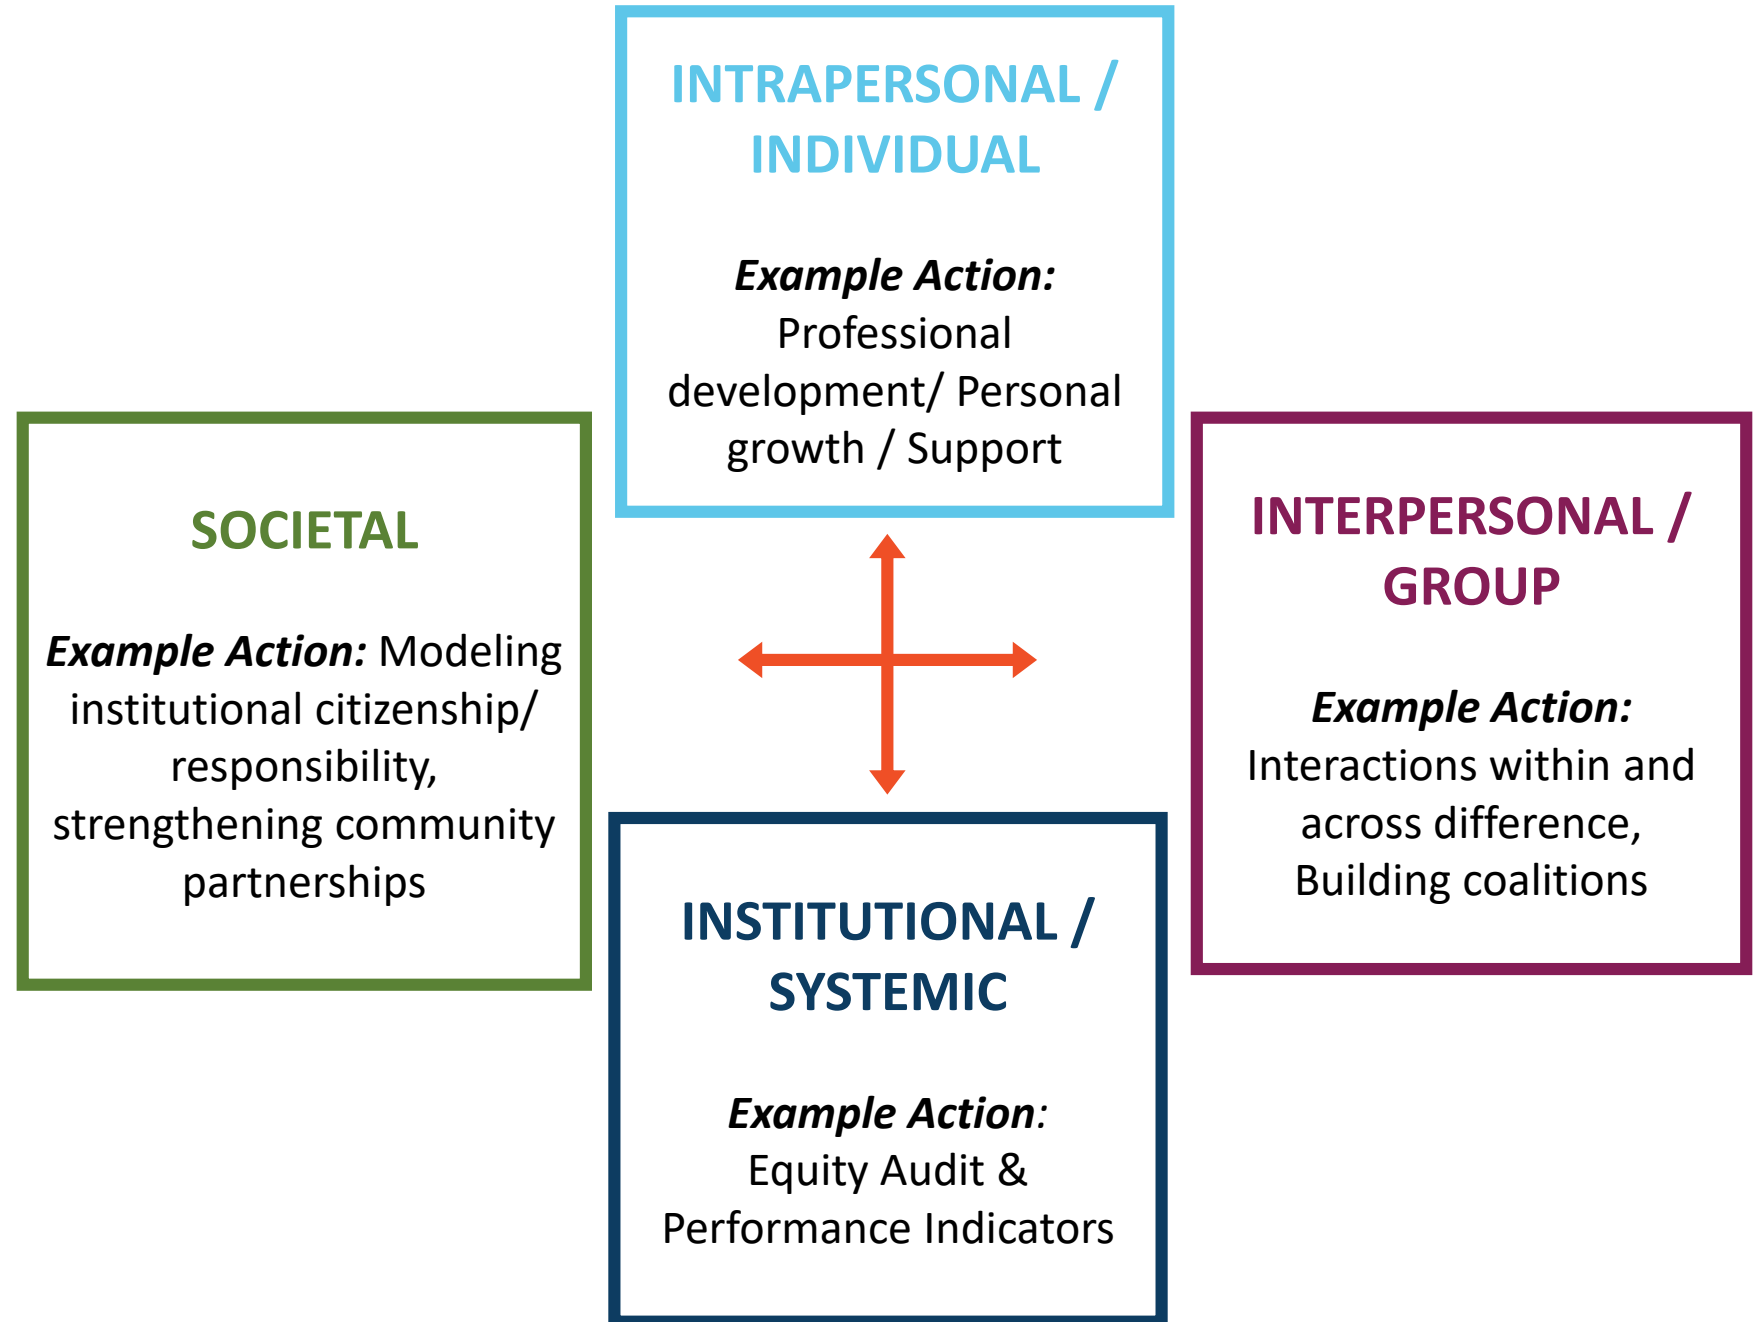 INTRAPERSONAL /
INDIVIDUAL
Example Action:
Professional
development/ Personal
growth / Support
SOCIETAL
Example Action: Modeling
institutional citizenship/
responsibility,
strengthening community
partnerships
INTERPERSONAL /
GROUP
Example Action:
Interactions within and
across difference,
Building coalitions
INSTITUTIONAL /
SYSTEMIC
Example Action:
Equity Audit &
Performance Indicators